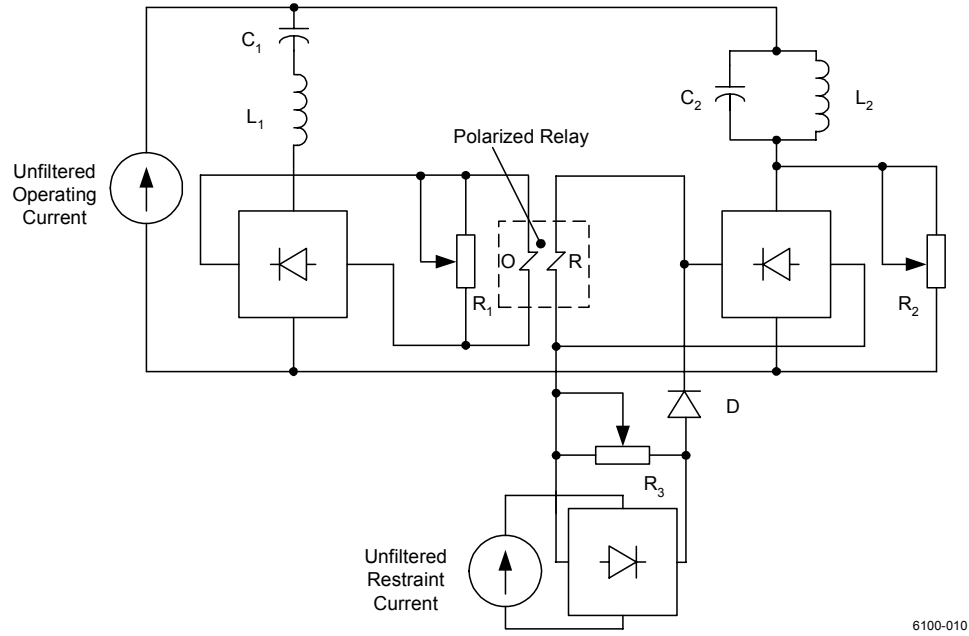 C1
L1
Polarized Relay
C2
L2
Unfiltered
Operating
Current
O
R
R1
R2
D
R3
Unfiltered
Restraint
Current
6100-010